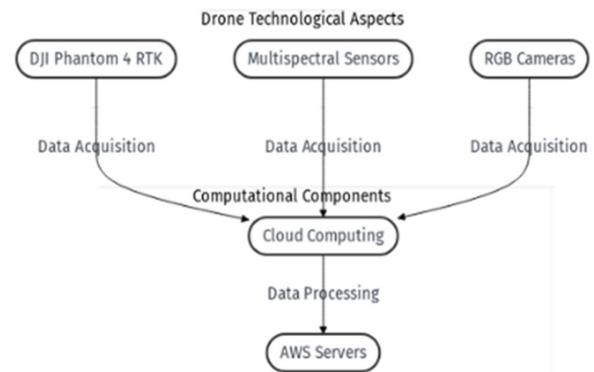 Drone Technological Aspects
DJI Phantom 4 RTK
Multispectral Sensors
RGB Cameras
Data Acquisition
Data Acquisition
Data Acquisition
Computational Components
Cloud Computing
Data Processing
AWS Servers